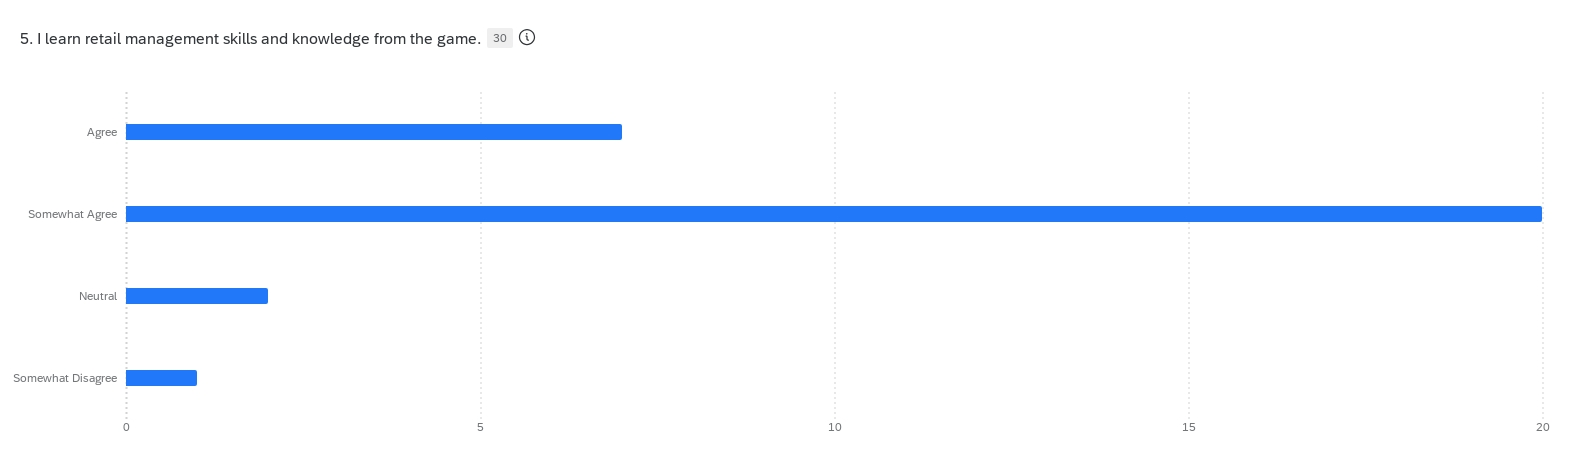 5. I learn retail management skills and knowledge from the game. 30
Agree
Somewhat Agree
Neutral
Somewhat Disagree
0 5 10 15 20